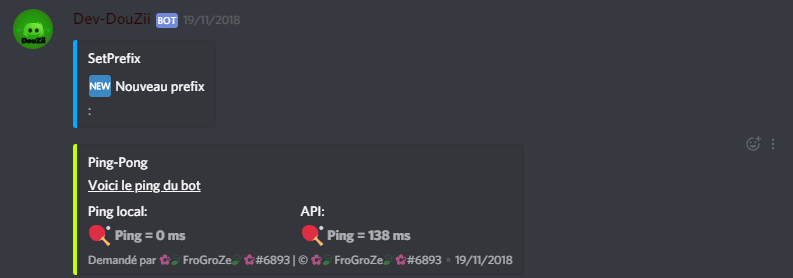 Dev-DouZii BOT 19/11/2018
DouZii
SetPrefix
NEW Nouveau prefix
:
Ping-Pong
Voici le ping du bot
Ping local: API:
Ping = 0 ms Ping = 138 ms
Demandé par FroGroZe #6893 | © FroGroZe #6893 • 19/11/2018